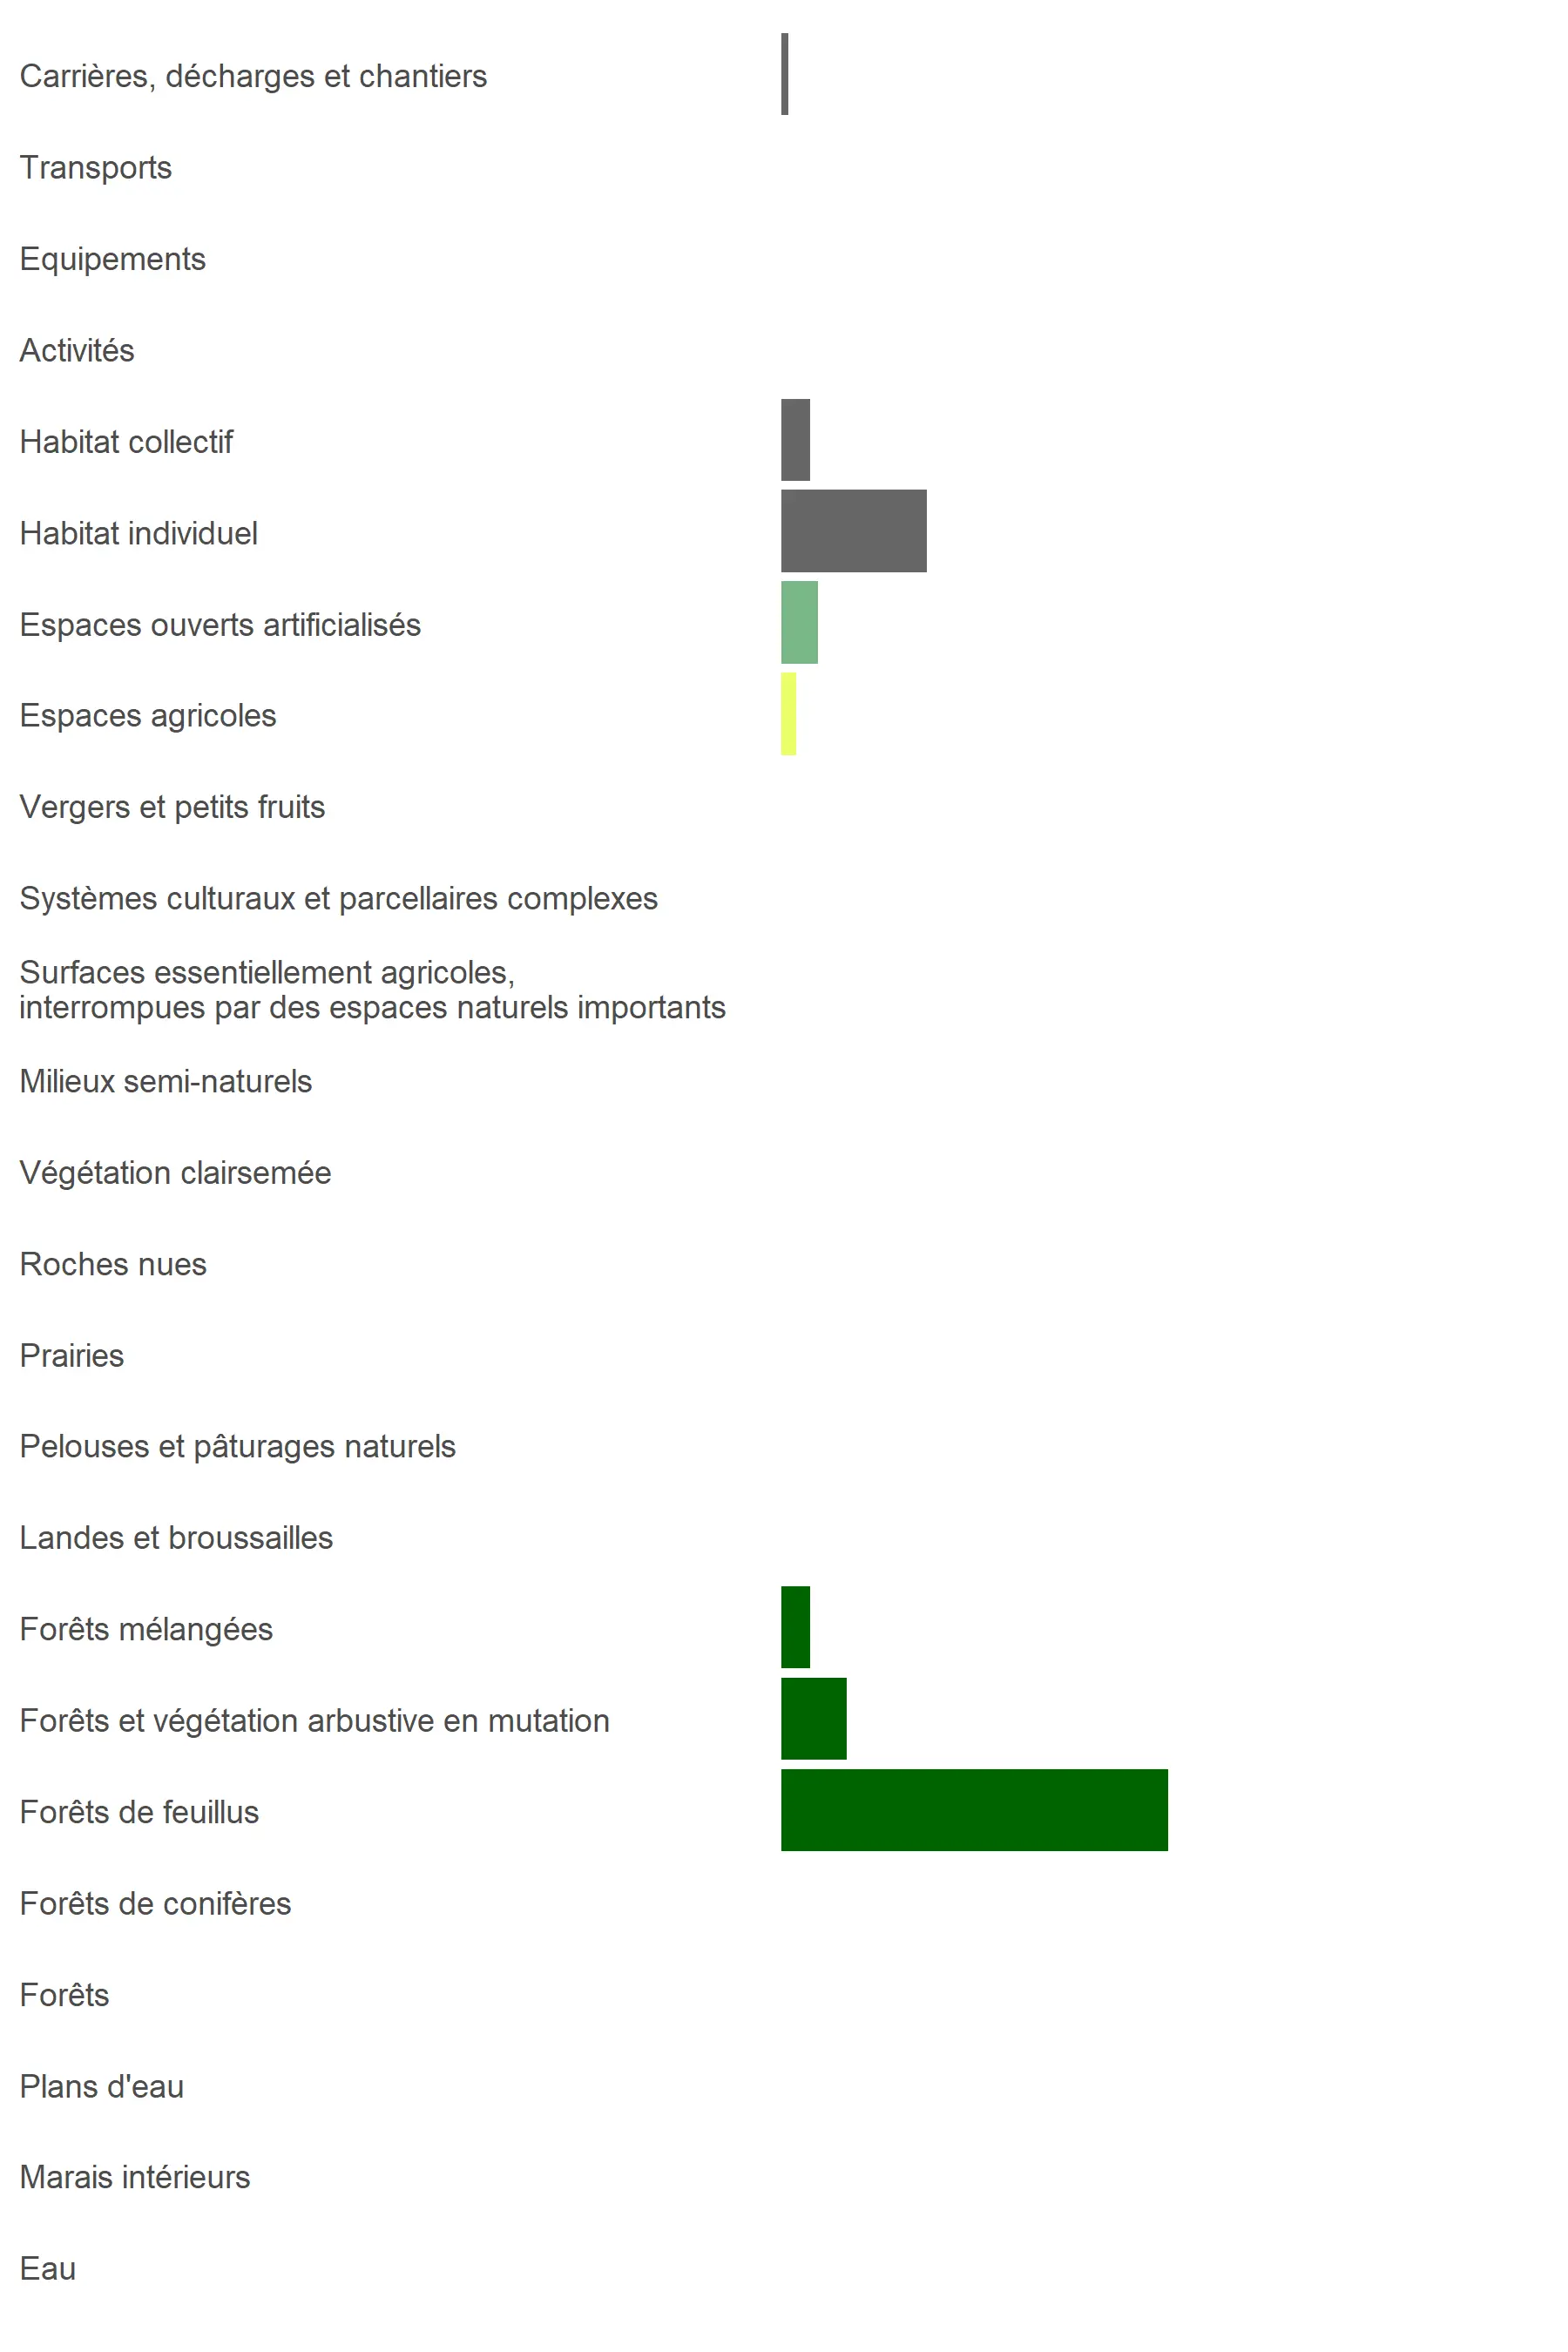 Carrières, décharges et chantiers
Transports
Equipements
Activités
Habitat collectif
Habitat individuel
Espaces ouverts artificialisés
Espaces agricoles
Vergers et petits fruits
Systèmes culturaux et parcellaires complexes
Surfaces essentiellement agricoles,
interrompues par des espaces naturels importants
Milieux semi-naturels
Végétation clairsemée
Roches nues
Prairies
Pelouses et pâturages naturels
Landes et broussailles
Forêts mélangées
Forêts et végétation arbustive en mutation
Forêts de feuillus
Forêts de conifères
Forêts
Plans d'eau
Marais intérieurs
Eau